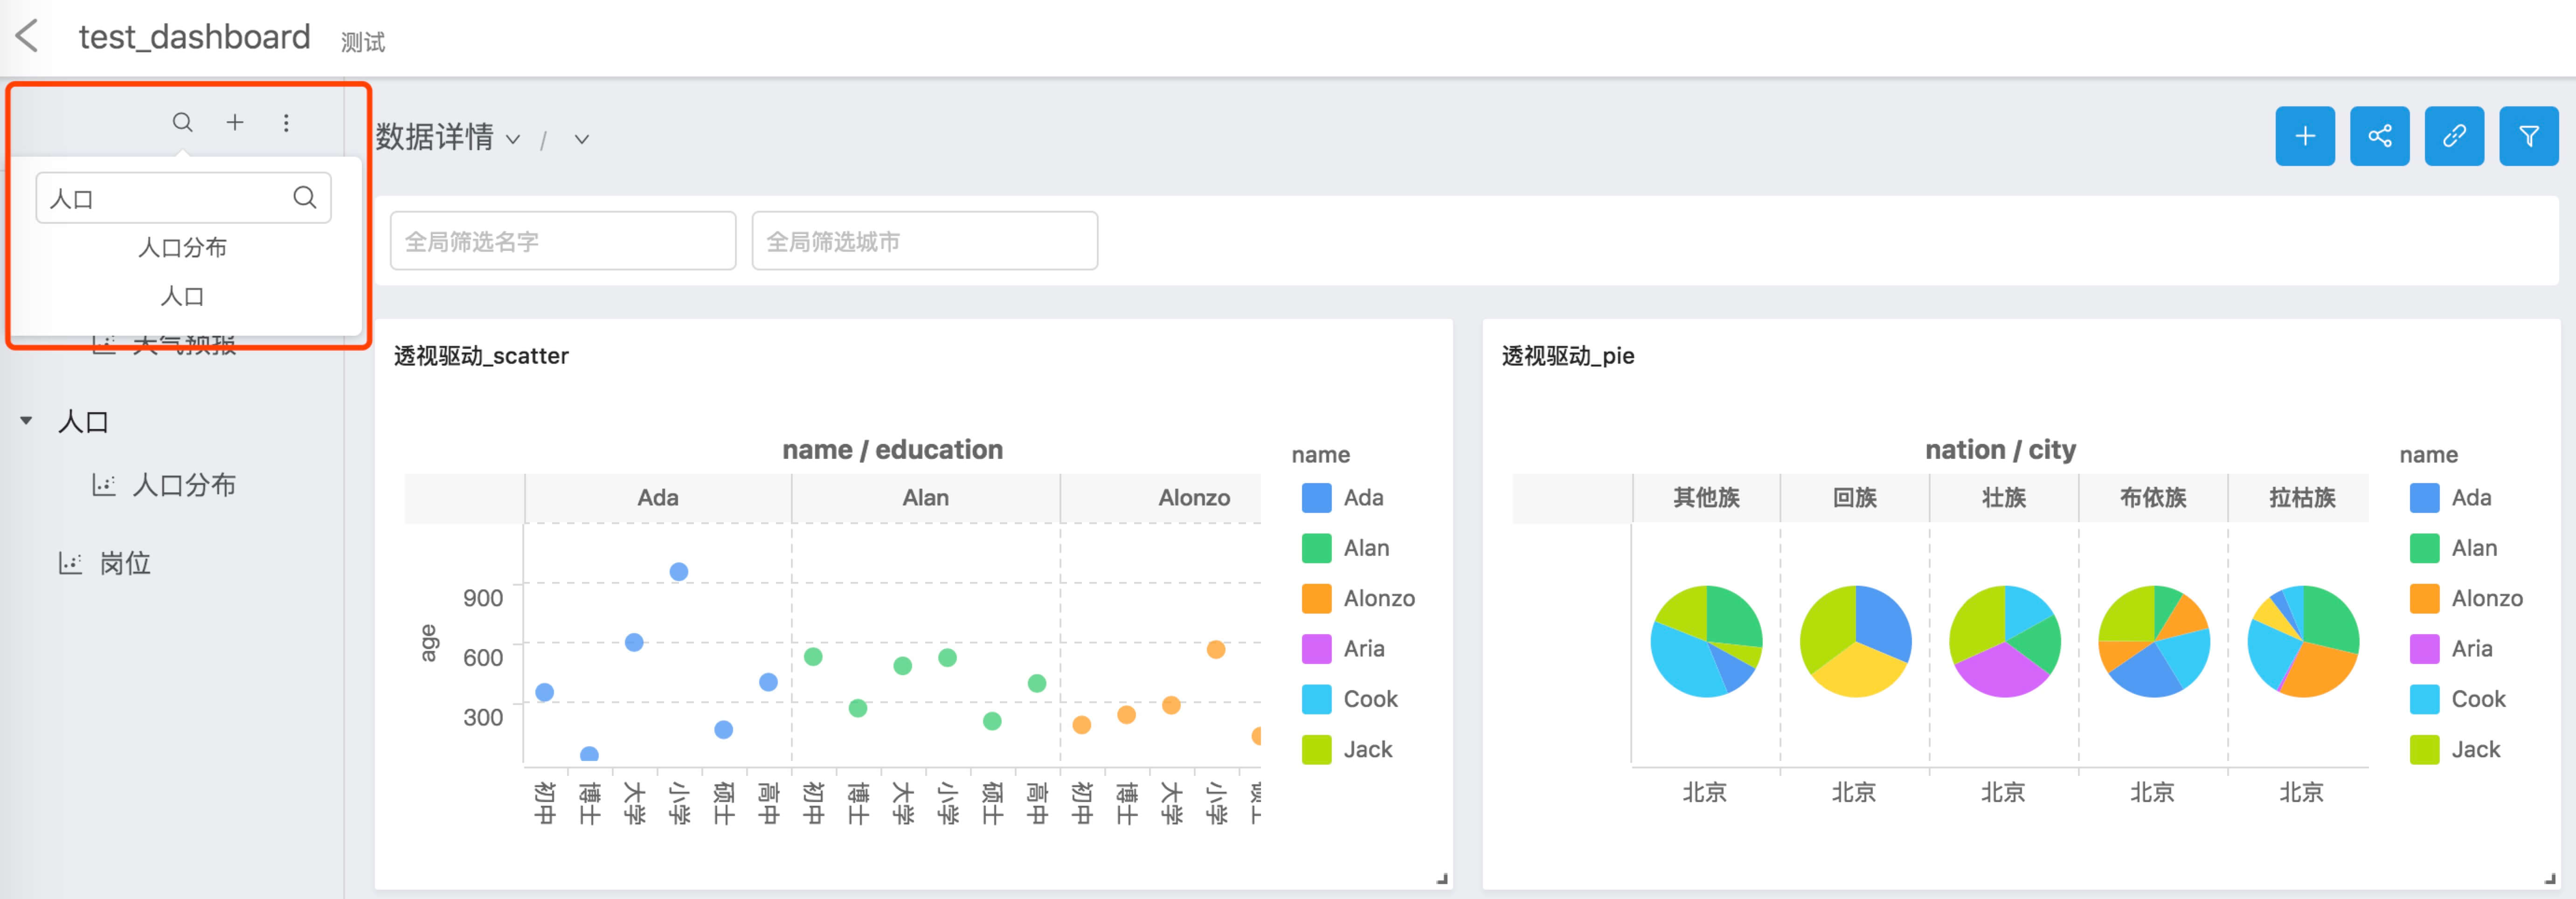 test_dashboard 测试
人口
人口分布
人口
天气预报
人口
人口分布
岗位
数据详情 /
全局筛选名字 全局筛选城市
透视驱动_scatter
name / education
Ada Alan Alonzo
age
900
600
300
初中 博士 大学 小学 硕士 高中 初中 博士 大学 小学 硕士 高中 初中 博士 大学 小学
name
Ada
Alan
Alonzo
Aria
Cook
Jack
透视驱动_pie
nation / city
其他族 回族 壮族 布依族 拉枯族
北京 北京 北京 北京 北京
name
Ada
Alan
Alonzo
Aria
Cook
Jack